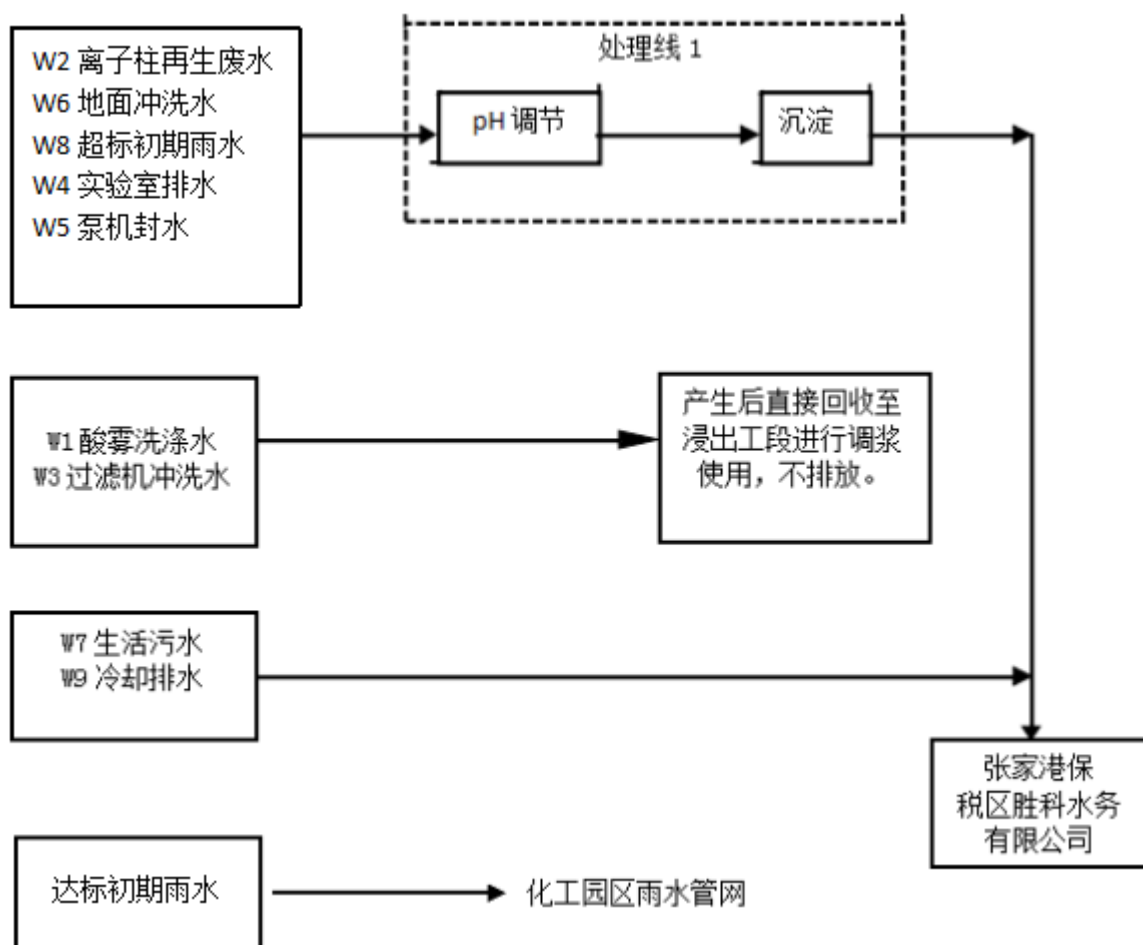 W2 离子柱再生废水
W6 地面冲洗水
W8 超标初期雨水
W4 实验室排水
W5 泵机封水
处理线 1
pH 调节
沉淀
W1 酸雾洗涤水
W3 过滤机冲洗水
产生后直接回收至
浸出工段进行调浆
使用，不排放。
W7 生活污水
W9 冷却排水
张家港保
税区胜科水务
有限公司
达标初期雨水
化工园区雨水管网